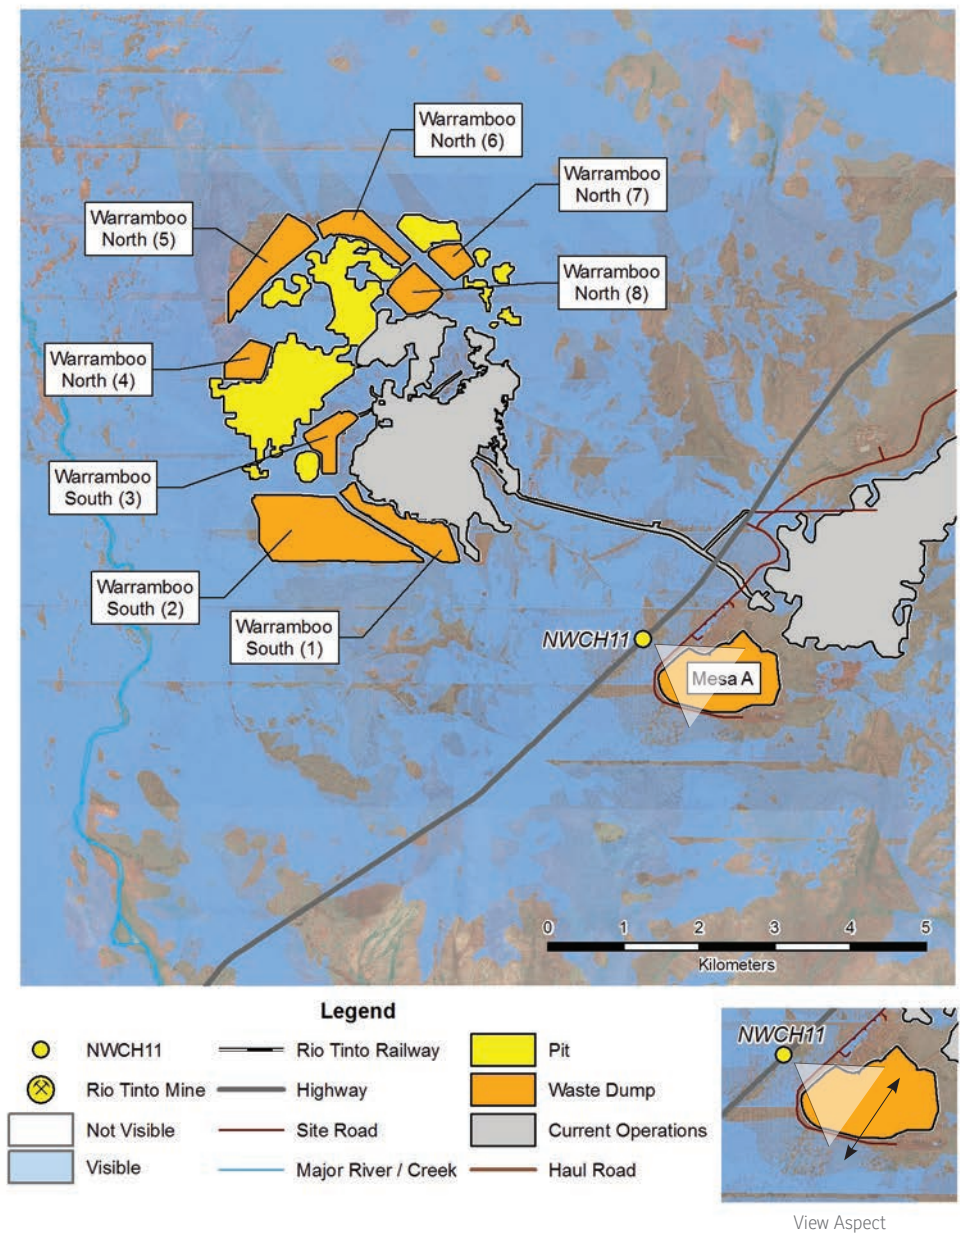 Warramboo
North (6)
Warramboo
North (7)
Warramboo
North (5)
Warramboo
North (8)
Warramboo
North (4)
Warramboo
South (3)
Warramboo
South (2)
Warramboo
South (1)
NWCH11
Mesa A
0 1 2 3 4 5
Kilometers
Legend
NWCH11
Rio Tinto Mine
Not Visible
Visible
Rio Tinto Railway
Highway
Site Road
Major River / Creek
Pit
Waste Dump
Current Operations
Haul Road
NWCH11
View Aspect